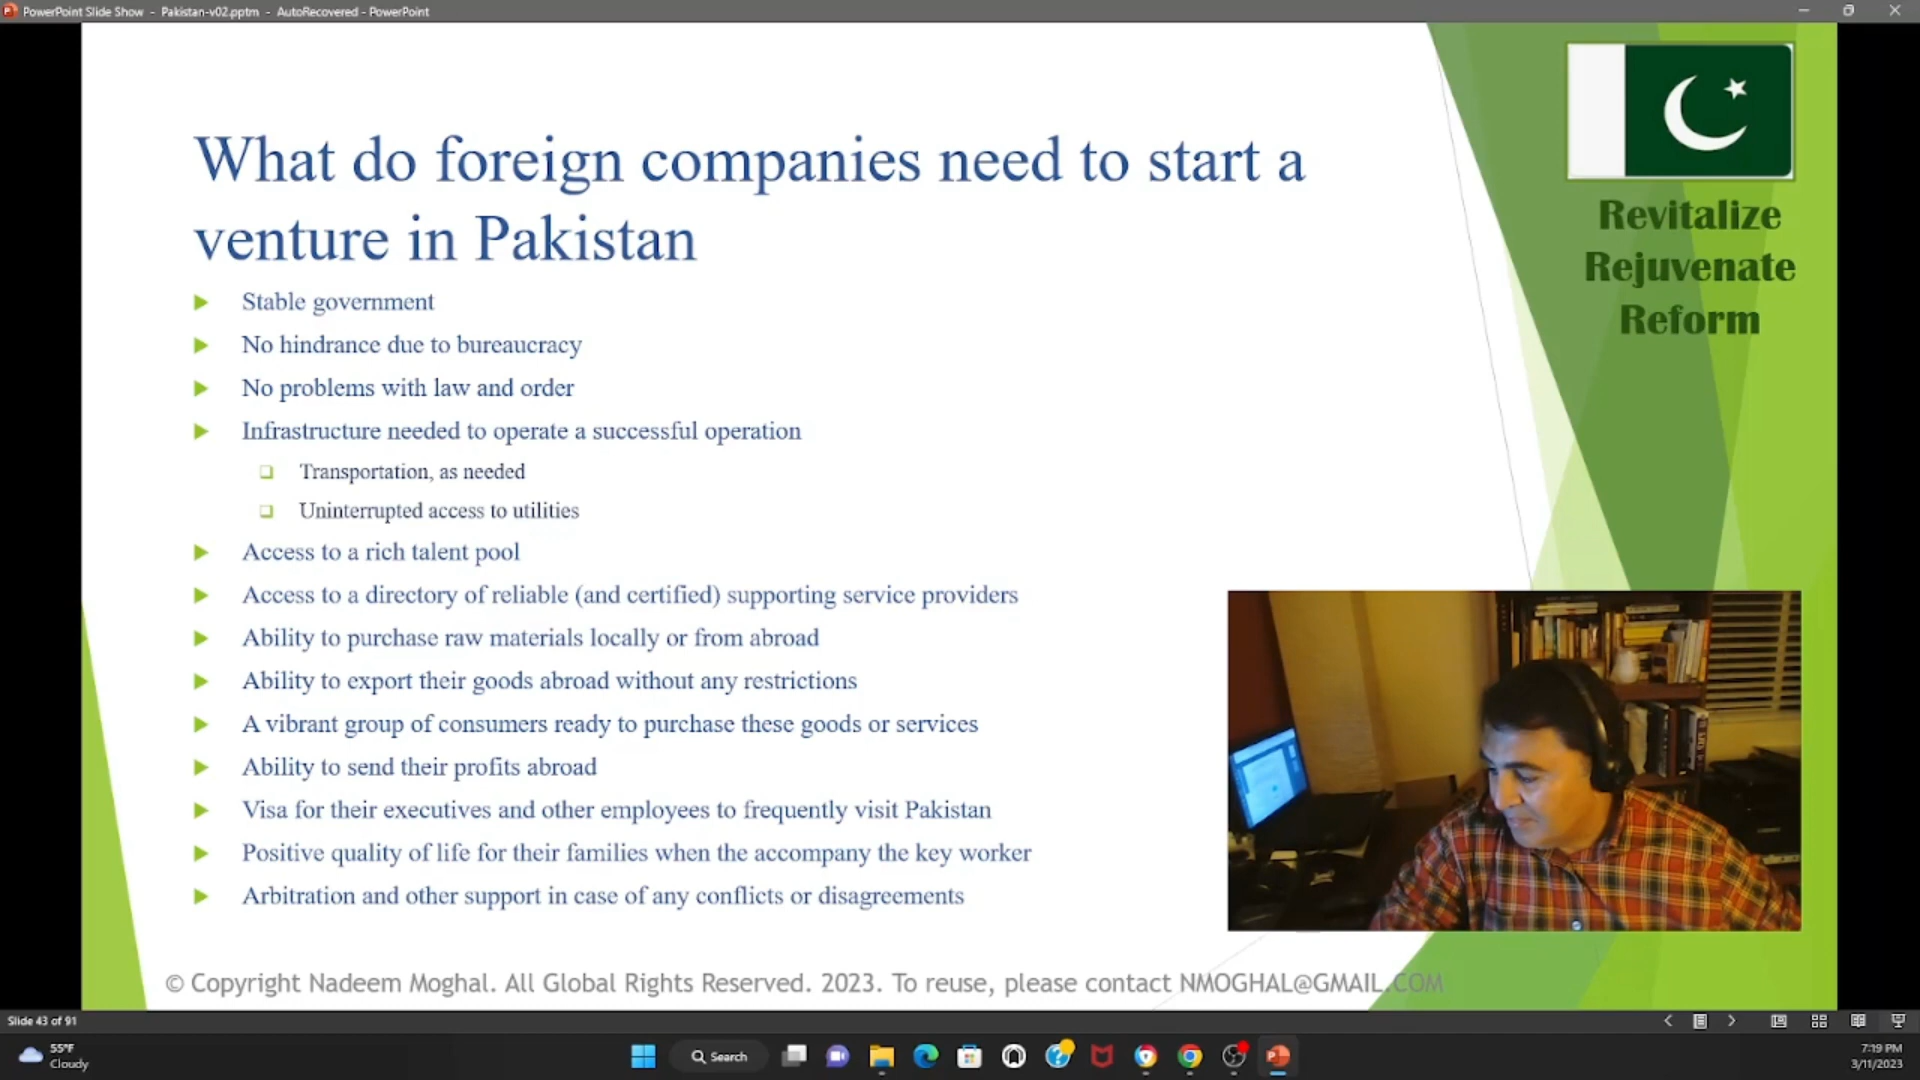 PowerPoint Slide Show - Pakistan-v02.pptm - AutoRecovered - PowerPoint
What do foreign companies need to start a
venture in Pakistan
Revitalize
Rejuvenate
Reform
Stable government
No hindrance due to bureaucracy
No problems with law and order
Infrastructure needed to operate a successful operation
Transportation, as needed
Uninterrupted access to utilities
Access to a rich talent pool
Access to a directory of reliable (and certified) supporting service providers
Ability to purchase raw materials locally or from abroad
Ability to export their goods abroad without any restrictions
A vibrant group of consumers ready to purchase these goods or services
Ability to send their profits abroad
Visa for their executives and other employees to frequently visit Pakistan
Positive quality of life for their families when the accompany the key worker
Arbitration and other support in case of any conflicts or disagreements
© Copyright Nadeem Moghal. All Global Rights Reserved. 2023. To reuse, please contact NMOGHAL@GMAIL.COM
Slide 43 of 91
55°F
Cloudy
Search
7:19 PM
3/11/2023